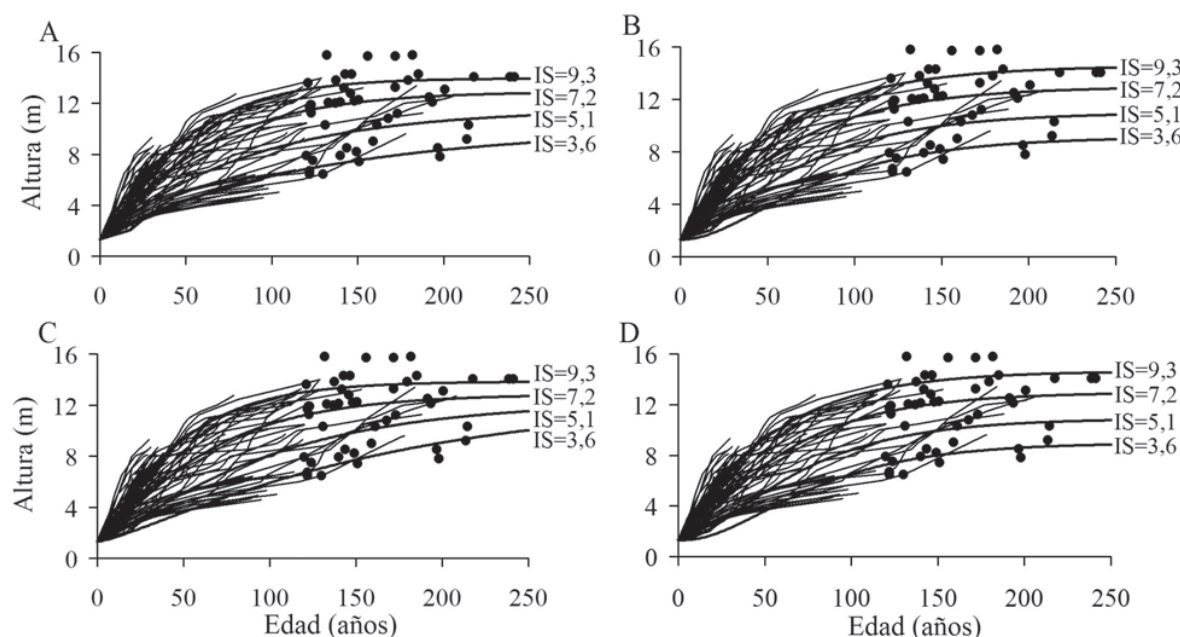 A
16
12
8
4
0
Altura (m)
IS=9,3
IS=7,2
IS=5,1
IS=3,6
0 50 100 150 200 250
B
16
12
8
4
0
IS=9,3
IS=7,2
IS=5,1
IS=3,6
0 50 100 150 200 250
C
16
12
8
4
0
Altura (m)
IS=9,3
IS=7,2
IS=5,1
IS=3,6
0 50 100 150 200 250
Edad (años)
D
16
12
8
4
0
IS=9,3
IS=7,2
IS=5,1
IS=3,6
0 50 100 150 200 250
Edad (años)